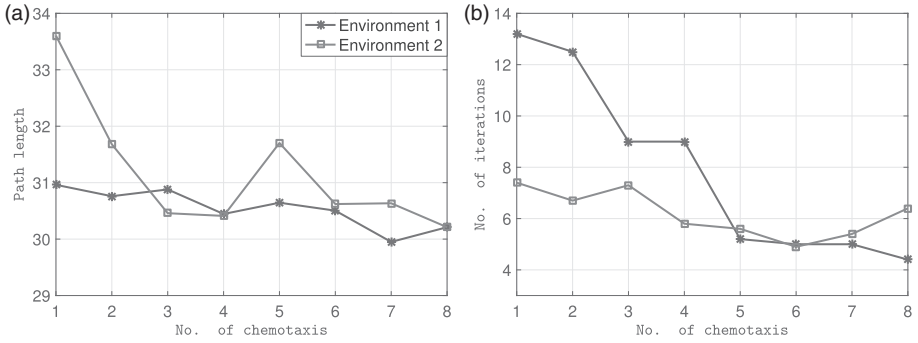 (a)
34
33
32
31
30
29
Path length
Environment 1
Environment 2
1 2 3 4 5 6 7 8
No. of chemotaxis
(b)
14
12
10
8
6
4
No. of iterations
1 2 3 4 5 6 7 8
No. of chemotaxis